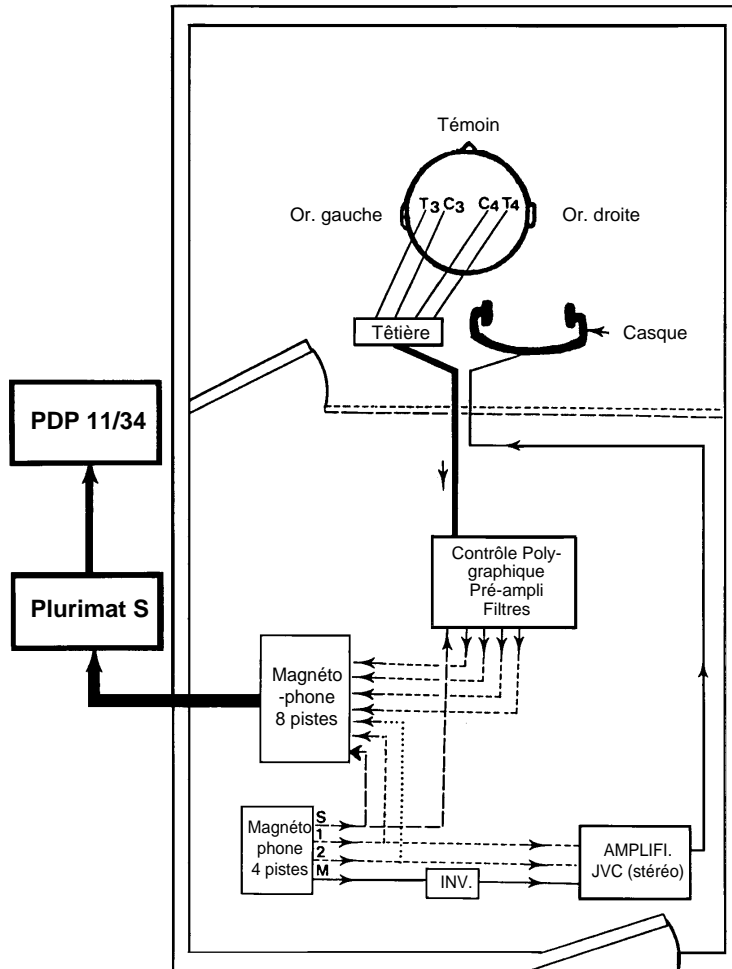 Témoin
T3 C3 C4 T4
Or. gauche
Or. droite
Têtière
Casque
PDP 11/34
Contrôle Poly-
graphique
Pré-ampli
Filtres
Plurimat S
Magnéto
-phone
8 pistes
S
1
2
M
Magnéto
phone
4 pistes
INV.
AMPLIFI.
JVC (stéréo)